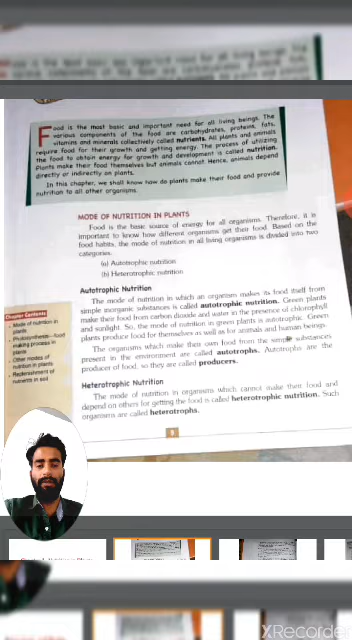 Food is the most basic and important need for all living beings. The
various components of the food are carbohydrates, proteins, fats,
vitamins and minerals collectively called nutrients. All plants and animals
require food for their growth and getting energy. The process of utilizing
the food to obtain energy for growth and development is called nutrition.
Plants make their food themselves but animals cannot. Hence, animals depend
directly or indirectly on plants.
In this chapter, we shall know how do plants make their food and provide
nutrition to all other organisms.
MODE OF NUTRITION IN PLANTS
Food is the basic source of energy for all organisms. Therefore, it is
important to know how different organisms get their food. Based on the
food habits, the mode of nutrition in all living organisms is divided into two
categories.
(a) Autotrophic nutrition
(b) Heterotrophic nutrition
Autotrophic Nutrition
The mode of nutrition in which an organism makes its food itself from
simple inorganic substances is called autotrophic nutrition. Green plants
make their food from carbon dioxide and water in the presence of chlorophyll
and sunlight. So, the mode of nutrition in green plants is autotrophic. Green
plants produce food for themselves as well as for animals and human beings.
The organisms which make their own food from the simple substances
present in the environment are called autotrophs. Autotrophs are the
producer of food, so they are called producers.
Heterotrophic Nutrition
The mode of nutrition in organisms which cannot make their food and
depend on others for getting the food is called heterotrophic nutrition. Such
organisms are called heterotrophs.
Chapter Contents
• Mode of nutrition in
plants
• Photosynthesis—food
making process in
plants
• Other modes of
nutrition in plants
• Replenishment of
nutrients in soil
9
XRecorder